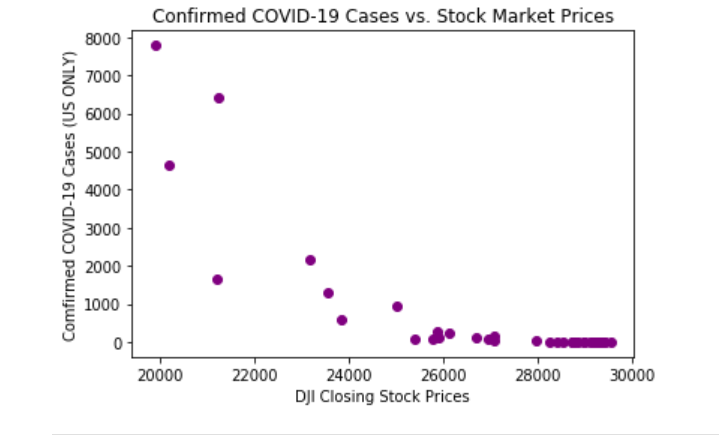 Confirmed COVID-19 Cases vs. Stock Market Prices
Comfirmed COVID-19 Cases (US ONLY)
8000
7000
6000
5000
4000
3000
2000
1000
0
20000 22000 24000 26000 28000 30000
DJI Closing Stock Prices